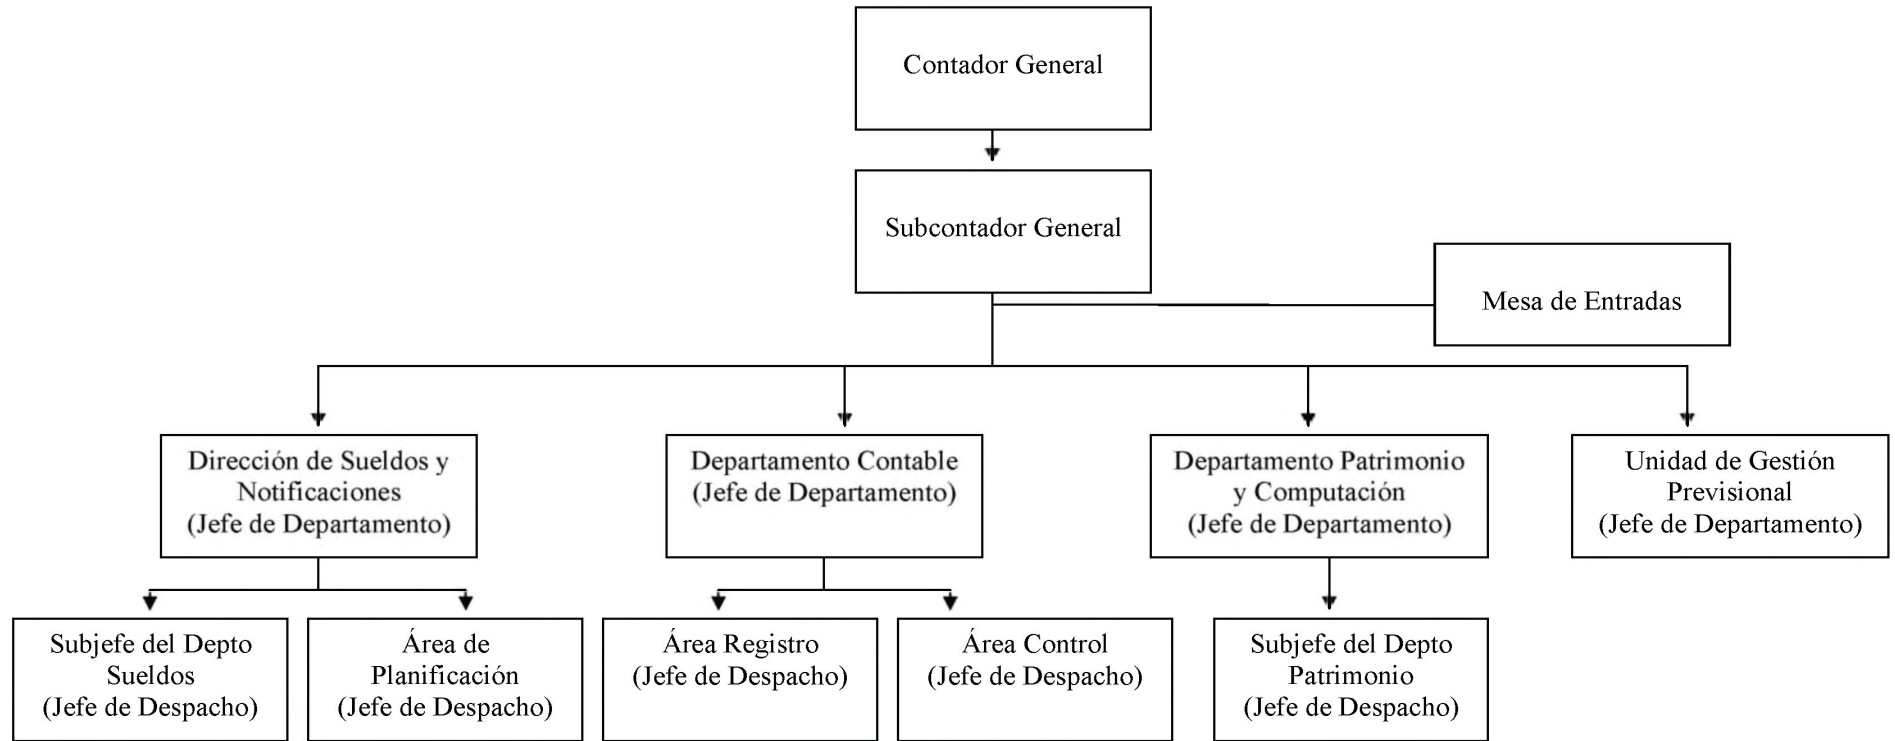 Contador General
Subcontador General
Mesa de Entradas
Dirección de Sueldos y
Notificaciones
(Jefe de Departamento)
Departamento Contable
(Jefe de Departamento)
Departamento Patrimonio
y Computación
(Jefe de Departamento)
Unidad de Gestión
Previsional
(Jefe de Departamento)
Subjefe del Depto
Sueldos
(Jefe de Despacho)
Área de
Planificación
(Jefe de Despacho)
Área Registro
(Jefe de Despacho)
Área Control
(Jefe de Despacho)
Subjefe del Depto
Patrimonio
(Jefe de Despacho)